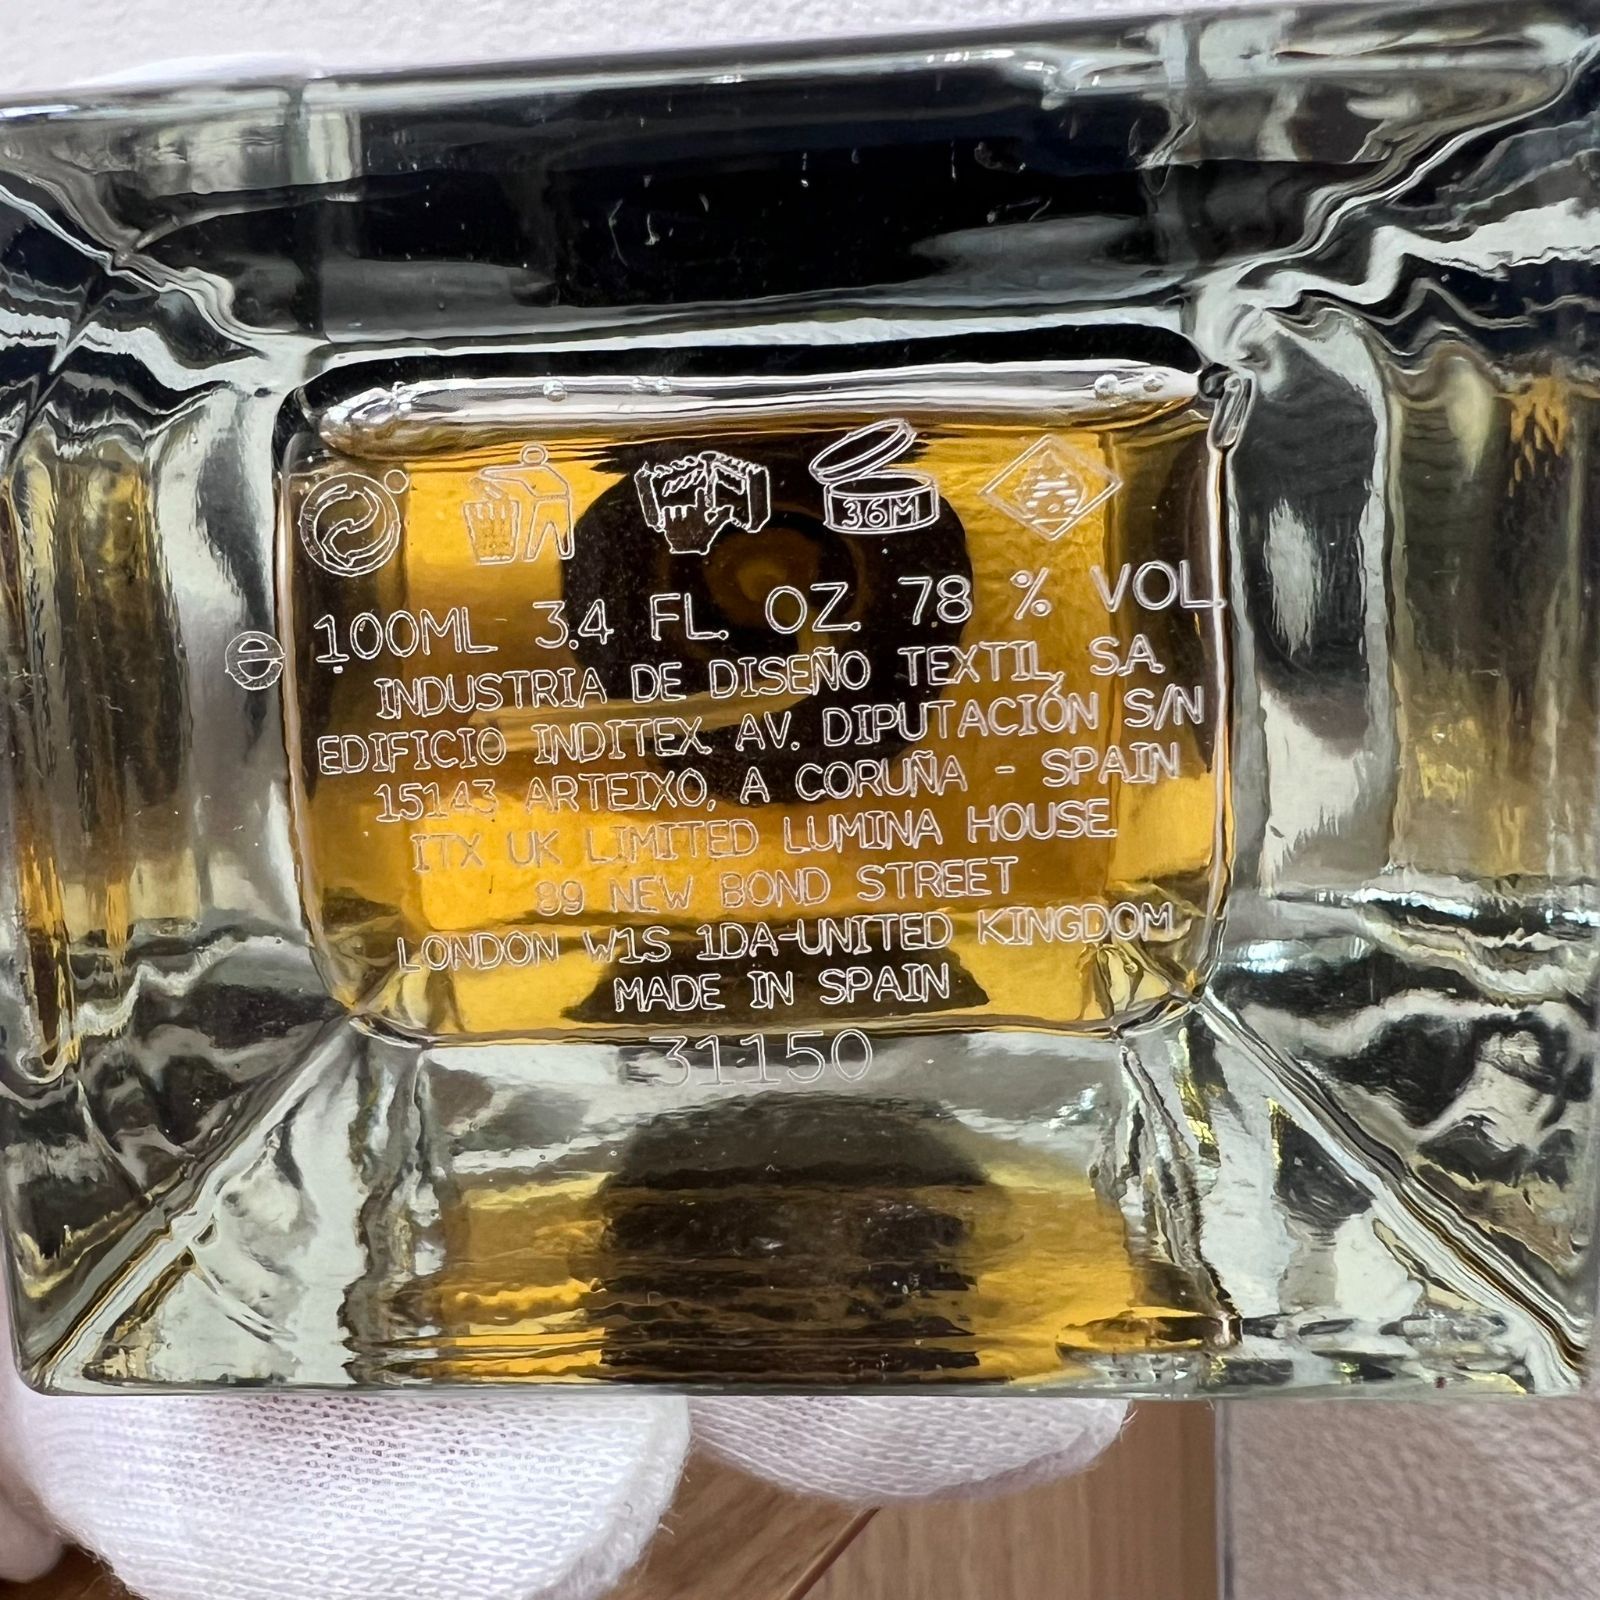 36M
℮ 100ML 3.4 FL. OZ. 78 % VOL.
INDUSTRIA DE DISEÑO TEXTIL, S.A.
EDIFICIO INDITEX. AV. DIPUTACIÓN S/N
15143 ARTEIXO, A CORUÑA - SPAIN
ITX UK LIMITED LUMINA HOUSE.
89 NEW BOND STREET
LONDON W1S 1DA-UNITED KINGDOM
MADE IN SPAIN
31150